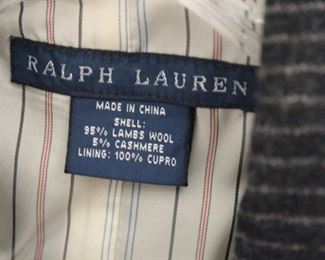 RALPH LAUREN
MADE IN CHINA
SHELL:
95% LAMBS WOOL
5% CASHMERE
LINING: 100% CUPRO